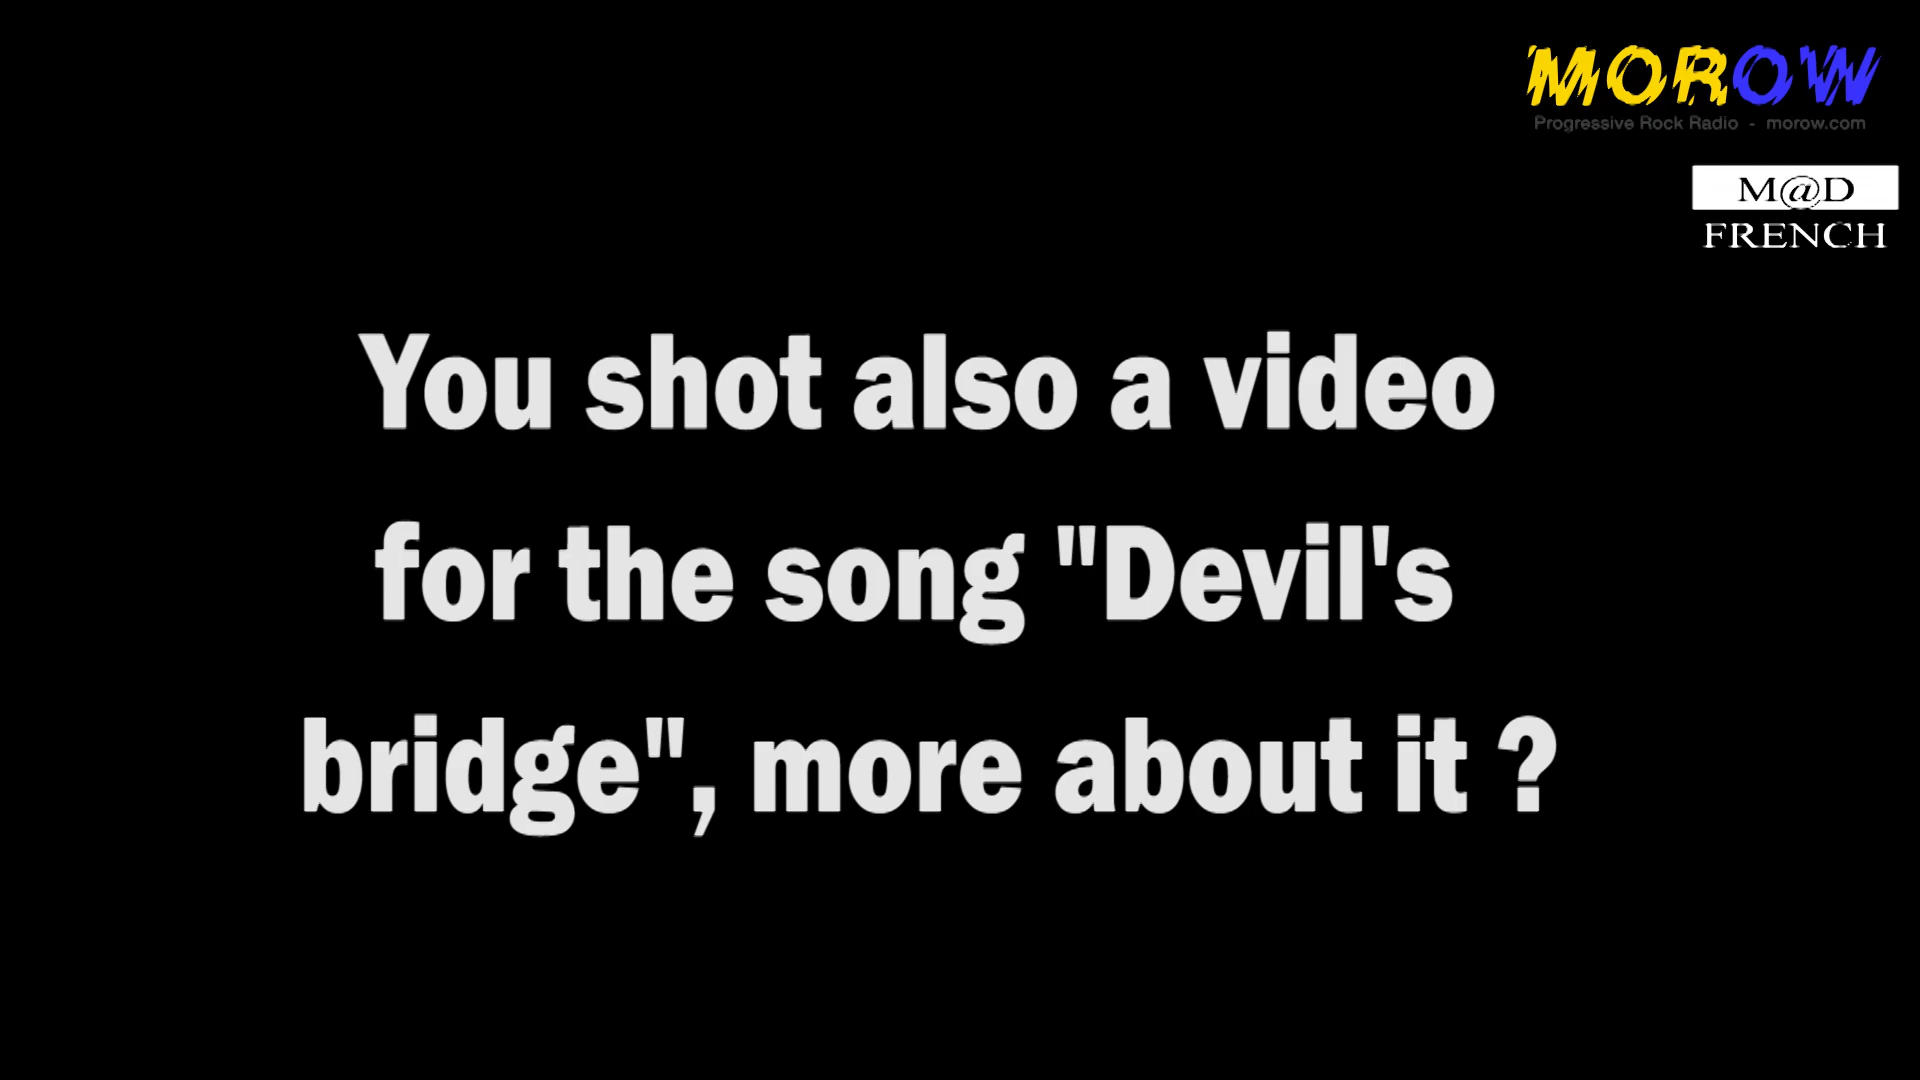 MOROW
Progressive Rock Radio - morow.com
M@D
FRENCH
You shot also a video
for the song "Devil's
bridge", more about it ?